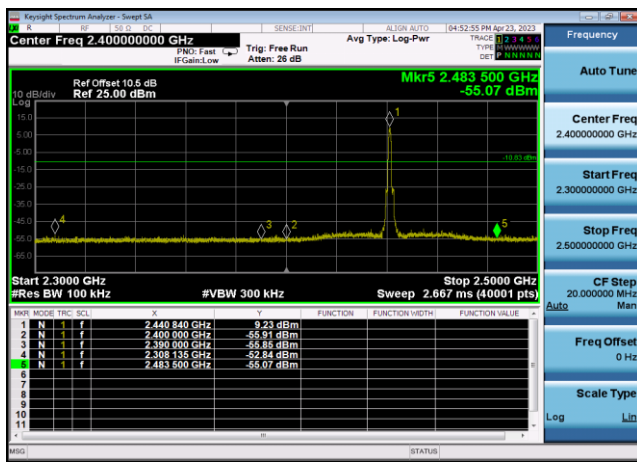 Keysight Spectrum Analyzer - Swept SA
R RF 50 Ω DC SENSE:INT ALIGN AUTO 04:52:55 PM Apr 23, 2023
Center Freq 2.400000000 GHz
PNO: Fast
IFGain:Low
Trig: Free Run
Atten: 26 dB
Avg Type: Log-Pwr
TRACE 1 2 3 4 5 6
TYPE M WWWWW
DET P NNNNN
Ref Offset 10.5 dB
10 dB/div Ref 25.00 dBm
Log
Mkr5 2.483 500 GHz
-55.07 dBm
15.0
5.00
-5.00
-15.0
-25.0
-35.0
-45.0
-55.0
-65.0
1
-10.83 dBm
4
3
2
5
Start 2.3000 GHz Stop 2.5000 GHz
#Res BW 100 kHz #VBW 300 kHz Sweep 2.667 ms (40001 pts)
MKR MODE TRC SCL X Y FUNCTION FUNCTION WIDTH FUNCTION VALUE
1 N 1 f 2.440 840 GHz 9.23 dBm
2 N 1 f 2.400 000 GHz -55.91 dBm
3 N 1 f 2.390 000 GHz -55.85 dBm
4 N 1 f 2.308 135 GHz -52.84 dBm
5 N 1 f 2.483 500 GHz -55.07 dBm
6
7
8
9
10
11
MSG STATUS
Frequency
Auto Tune
Center Freq
2.400000000 GHz
Start Freq
2.300000000 GHz
Stop Freq
2.500000000 GHz
CF Step
20.000000 MHz
Auto Man
Freq Offset
0 Hz
Scale Type
Log Lin